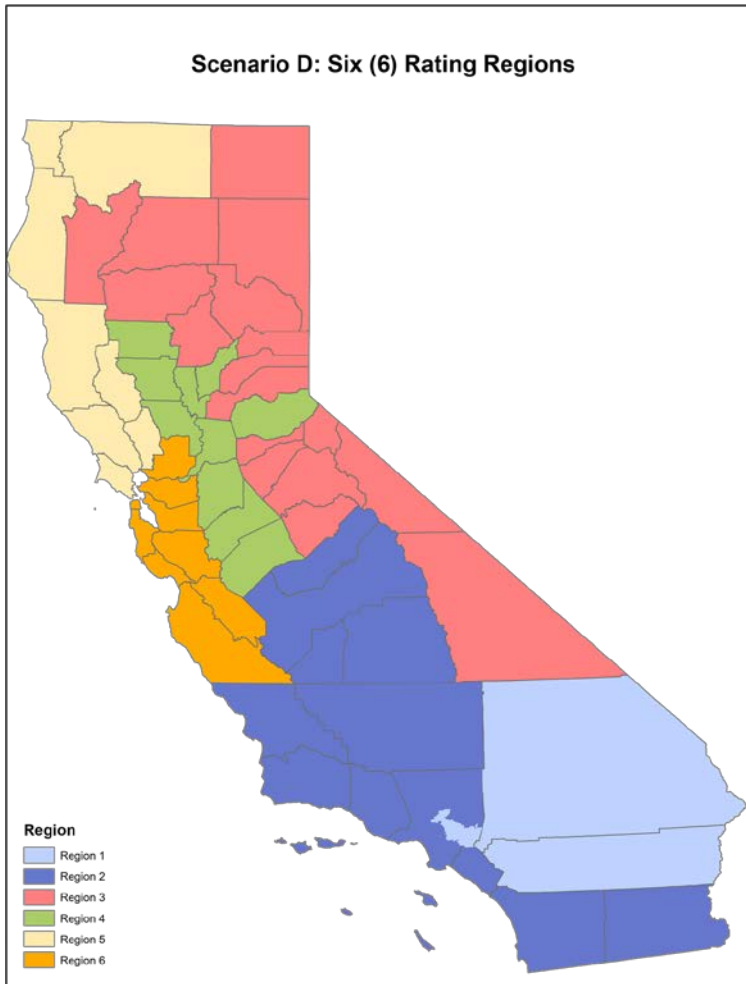 Scenario D: Six (6) Rating Regions
Region
Region 1
Region 2
Region 3
Region 4
Region 5
Region 6